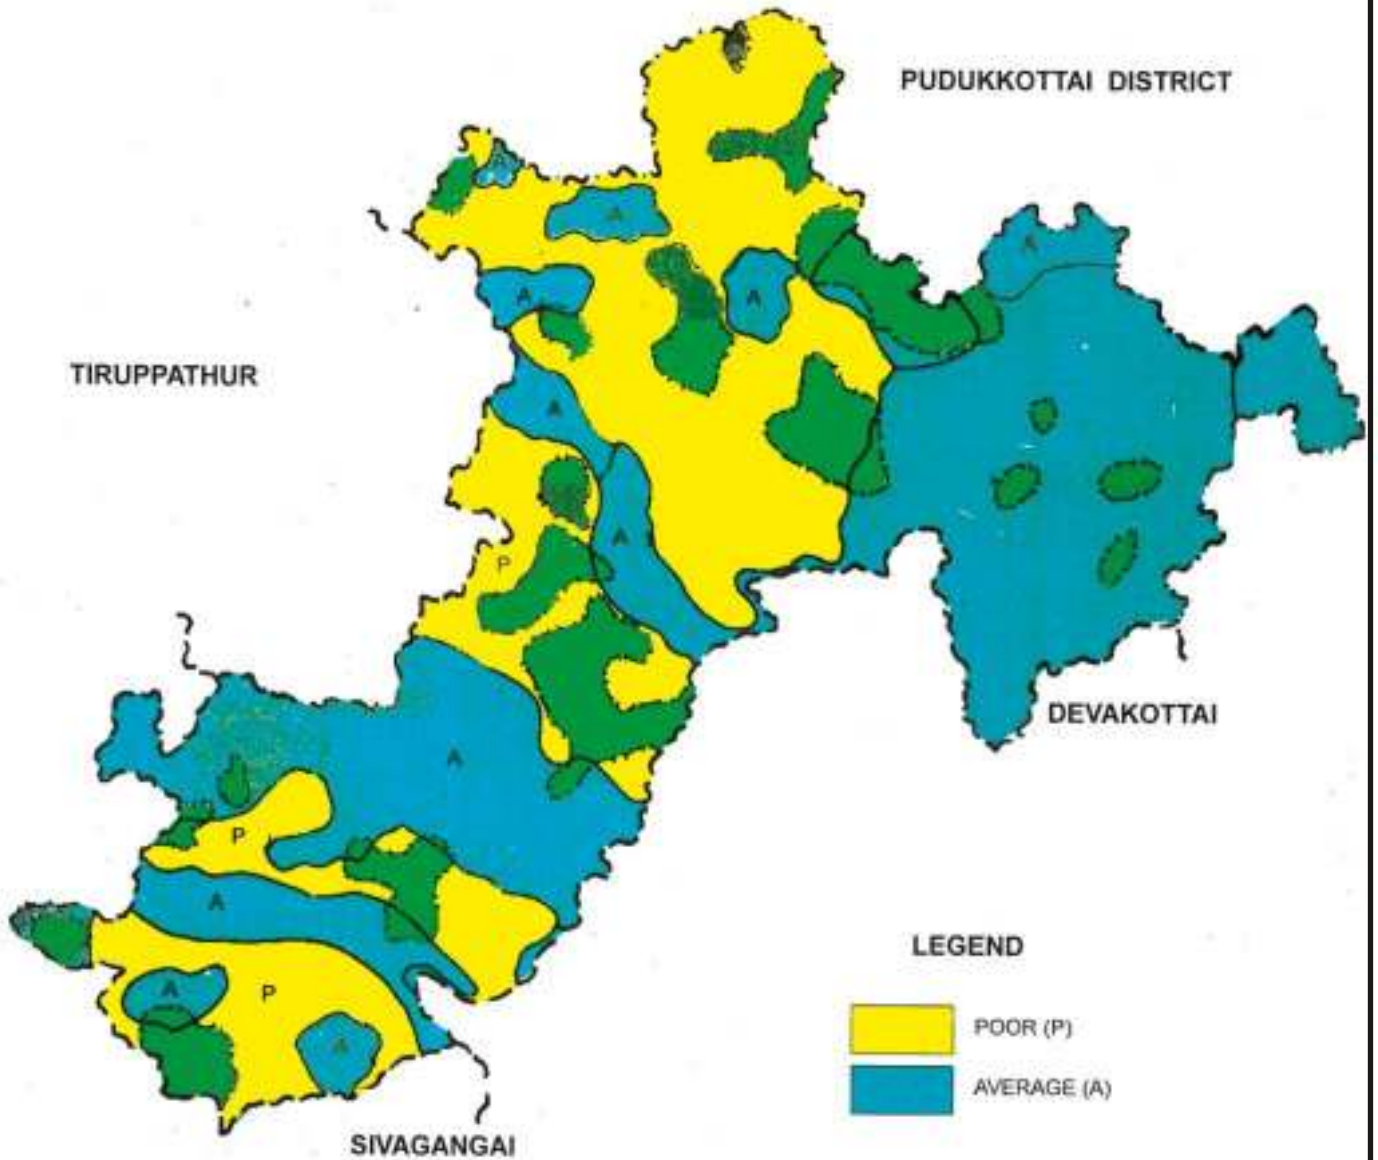 PUDUKKOTTAI DISTRICT
A
A
A
A
TIRUPPATHUR
A
A
P
DEVAKOTTAI
A
P
A
LEGEND
A
P
POOR (P)
A
AVERAGE (A)
SIVAGANGAI